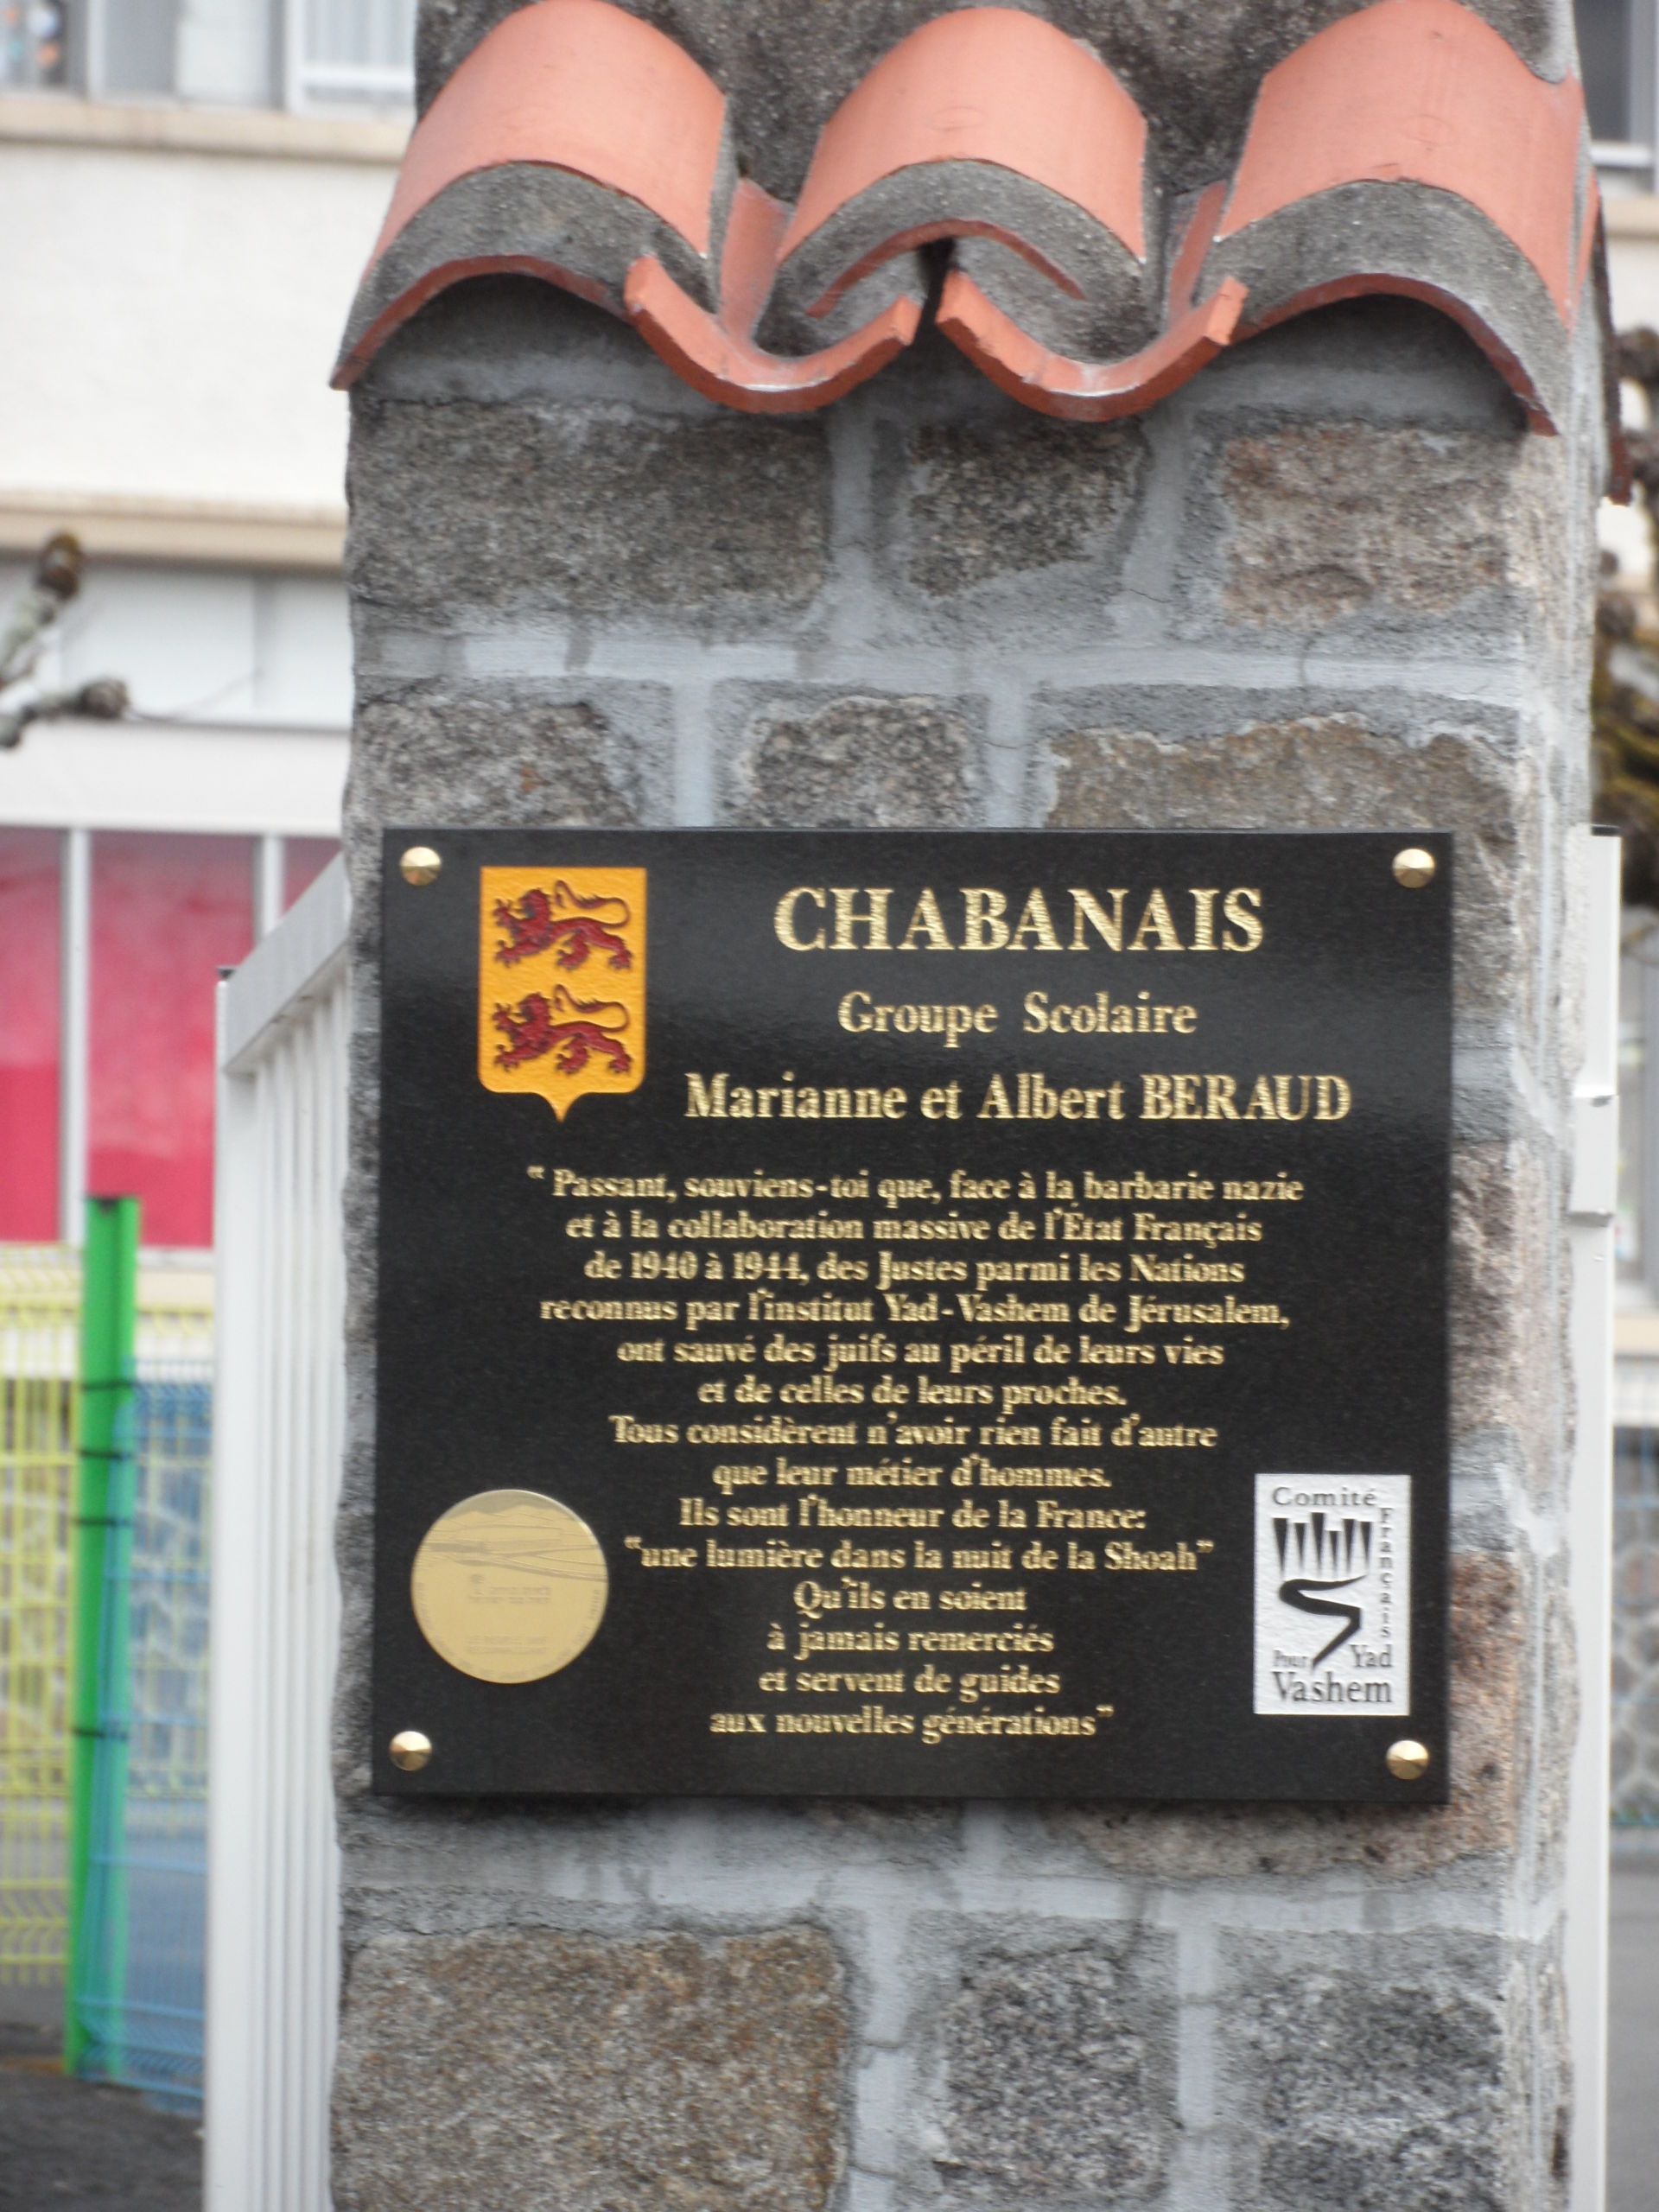 CHABANAIS
Groupe Scolaire
Marianne et Albert BERAUD
" Passant, souviens-toi que, face à la barbarie nazie
et à la collaboration massive de l'État Français
de 1940 à 1944, des Justes parmi les Nations
reconnus par l'institut Yad-Vashem de Jérusalem,
ont sauvé des juifs au péril de leurs vies
et de celles de leurs proches.
Tous considèrent n'avoir rien fait d'autre
que leur métier d'hommes.
Ils sont l'honneur de la France:
"une lumière dans la nuit de la Shoah"
Qu'ils en soient
à jamais remerciés
et servent de guides
aux nouvelles générations"
Comité
Français
Pour Yad
Vashem